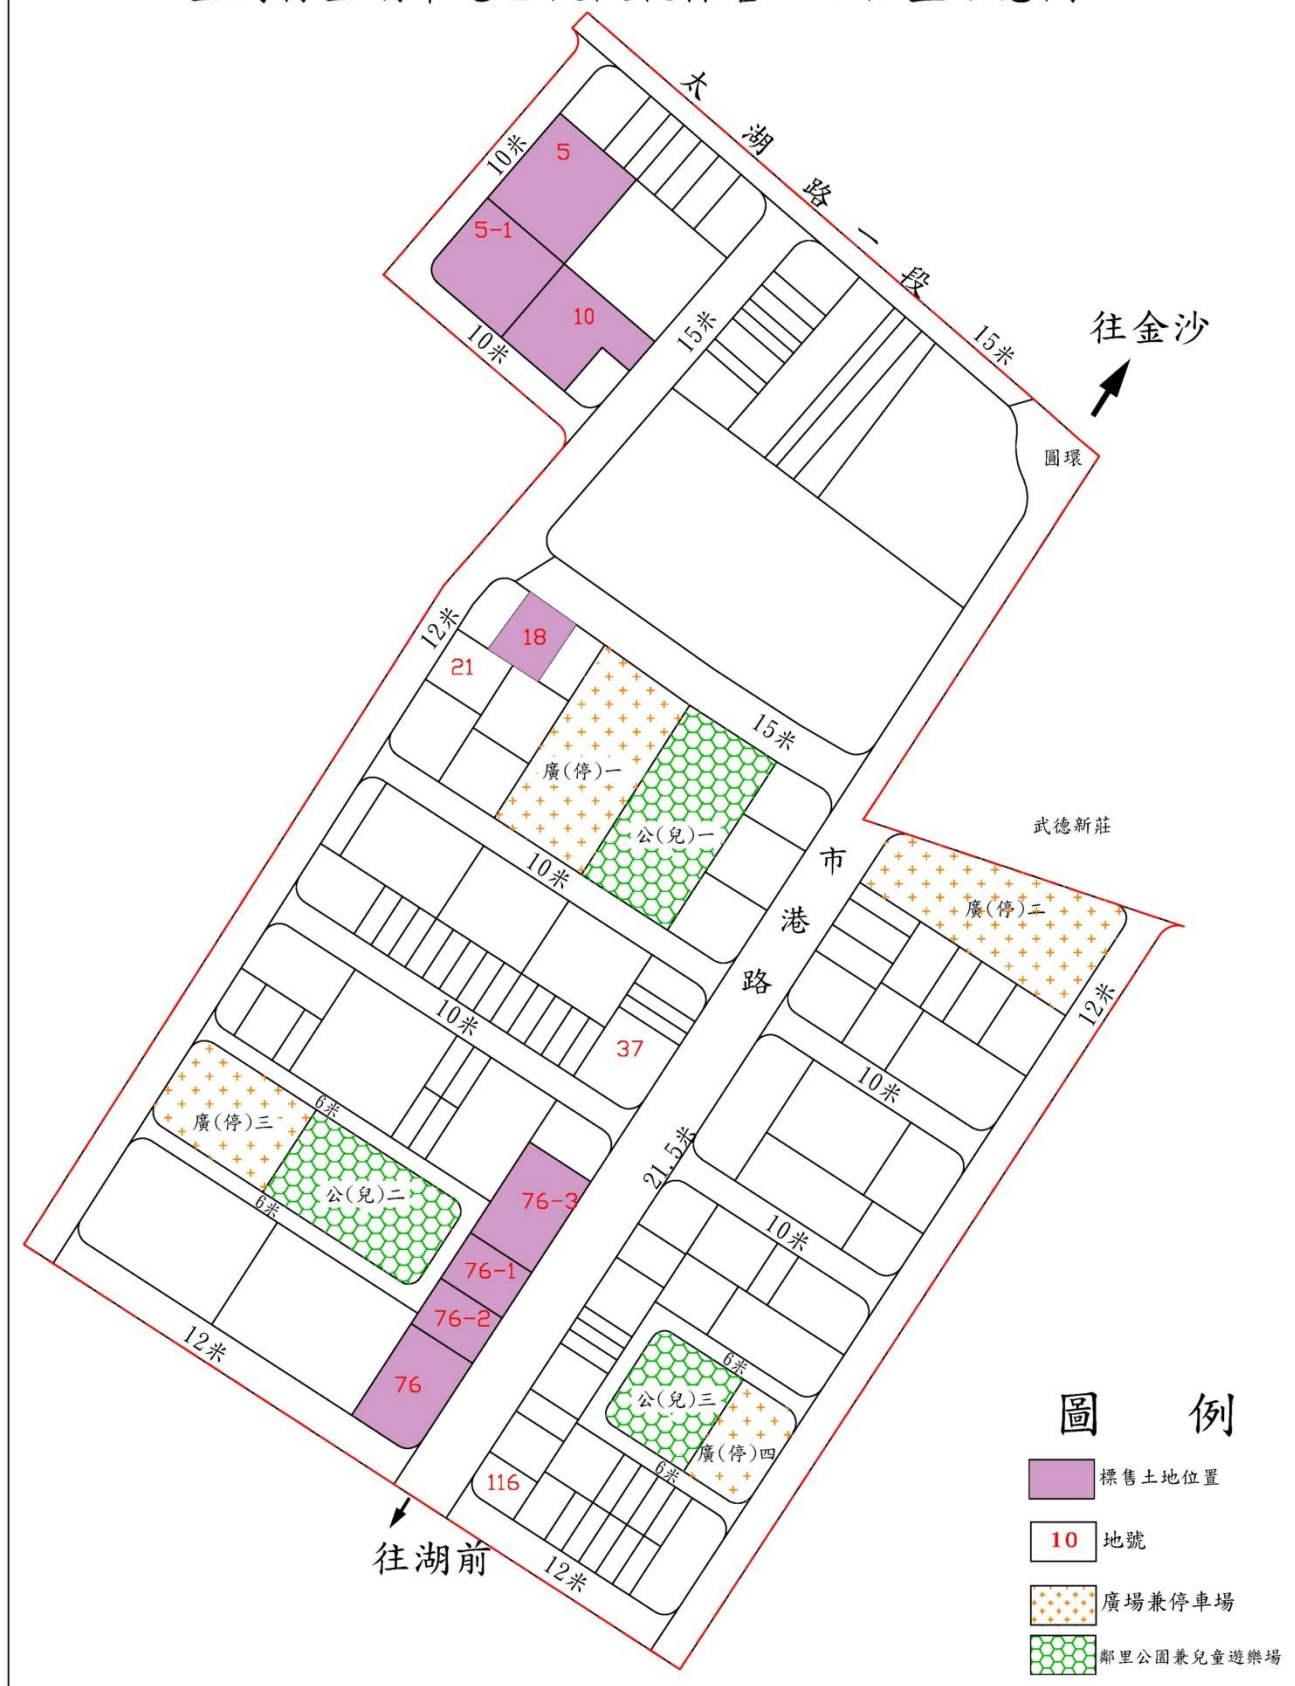 太湖路一段
10米
5
5-1
10
10米
15米
15米
往金沙
圓環
12米
18
21
15米
廣(停)一
公(兒)一
10米
市港路
武德新莊
廣(停)二
12米
10米
37
10米
6米
廣(停)三
公(兒)二
6米
21.5米
76-3
76-1
76-2
76
12米
10米
6米
公(兒)三
廣(停)四
6米
116
12米
往湖前
圖例
標售土地位置
10 地號
廣場兼停車場
鄰里公園兼兒童遊樂場